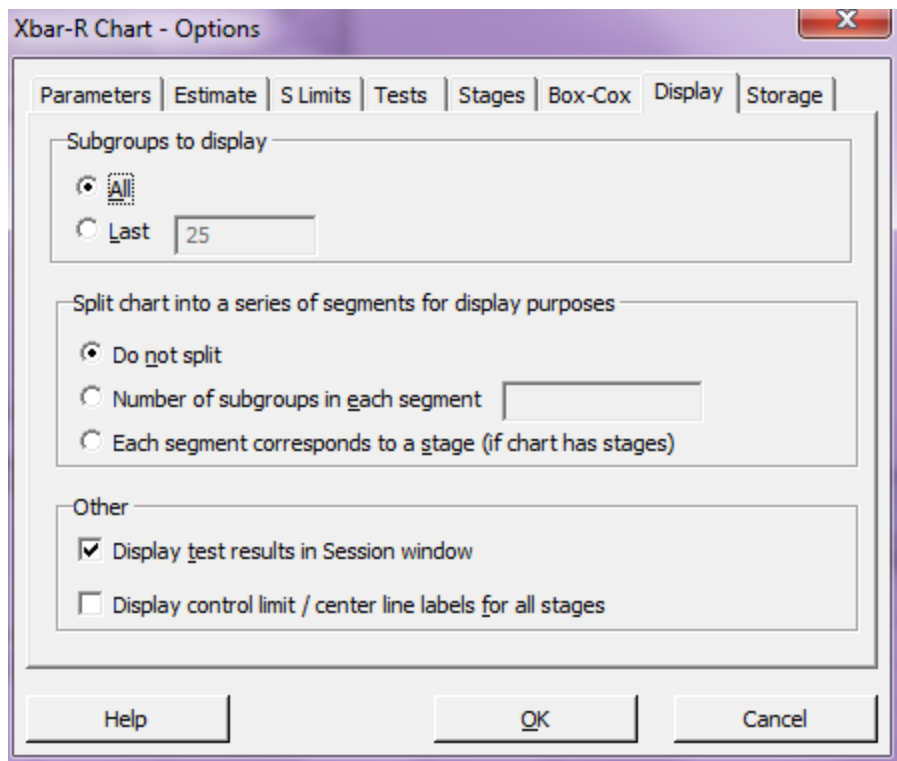 Xbar-R Chart - Options
X
Parameters Estimate S Limits Tests Stages Box-Cox Display Storage
Subgroups to display
All
Last 25
Split chart into a series of segments for display purposes
Do not split
Number of subgroups in each segment
Each segment corresponds to a stage (if chart has stages)
Other
Display test results in Session window
Display control limit / center line labels for all stages
Help OK Cancel